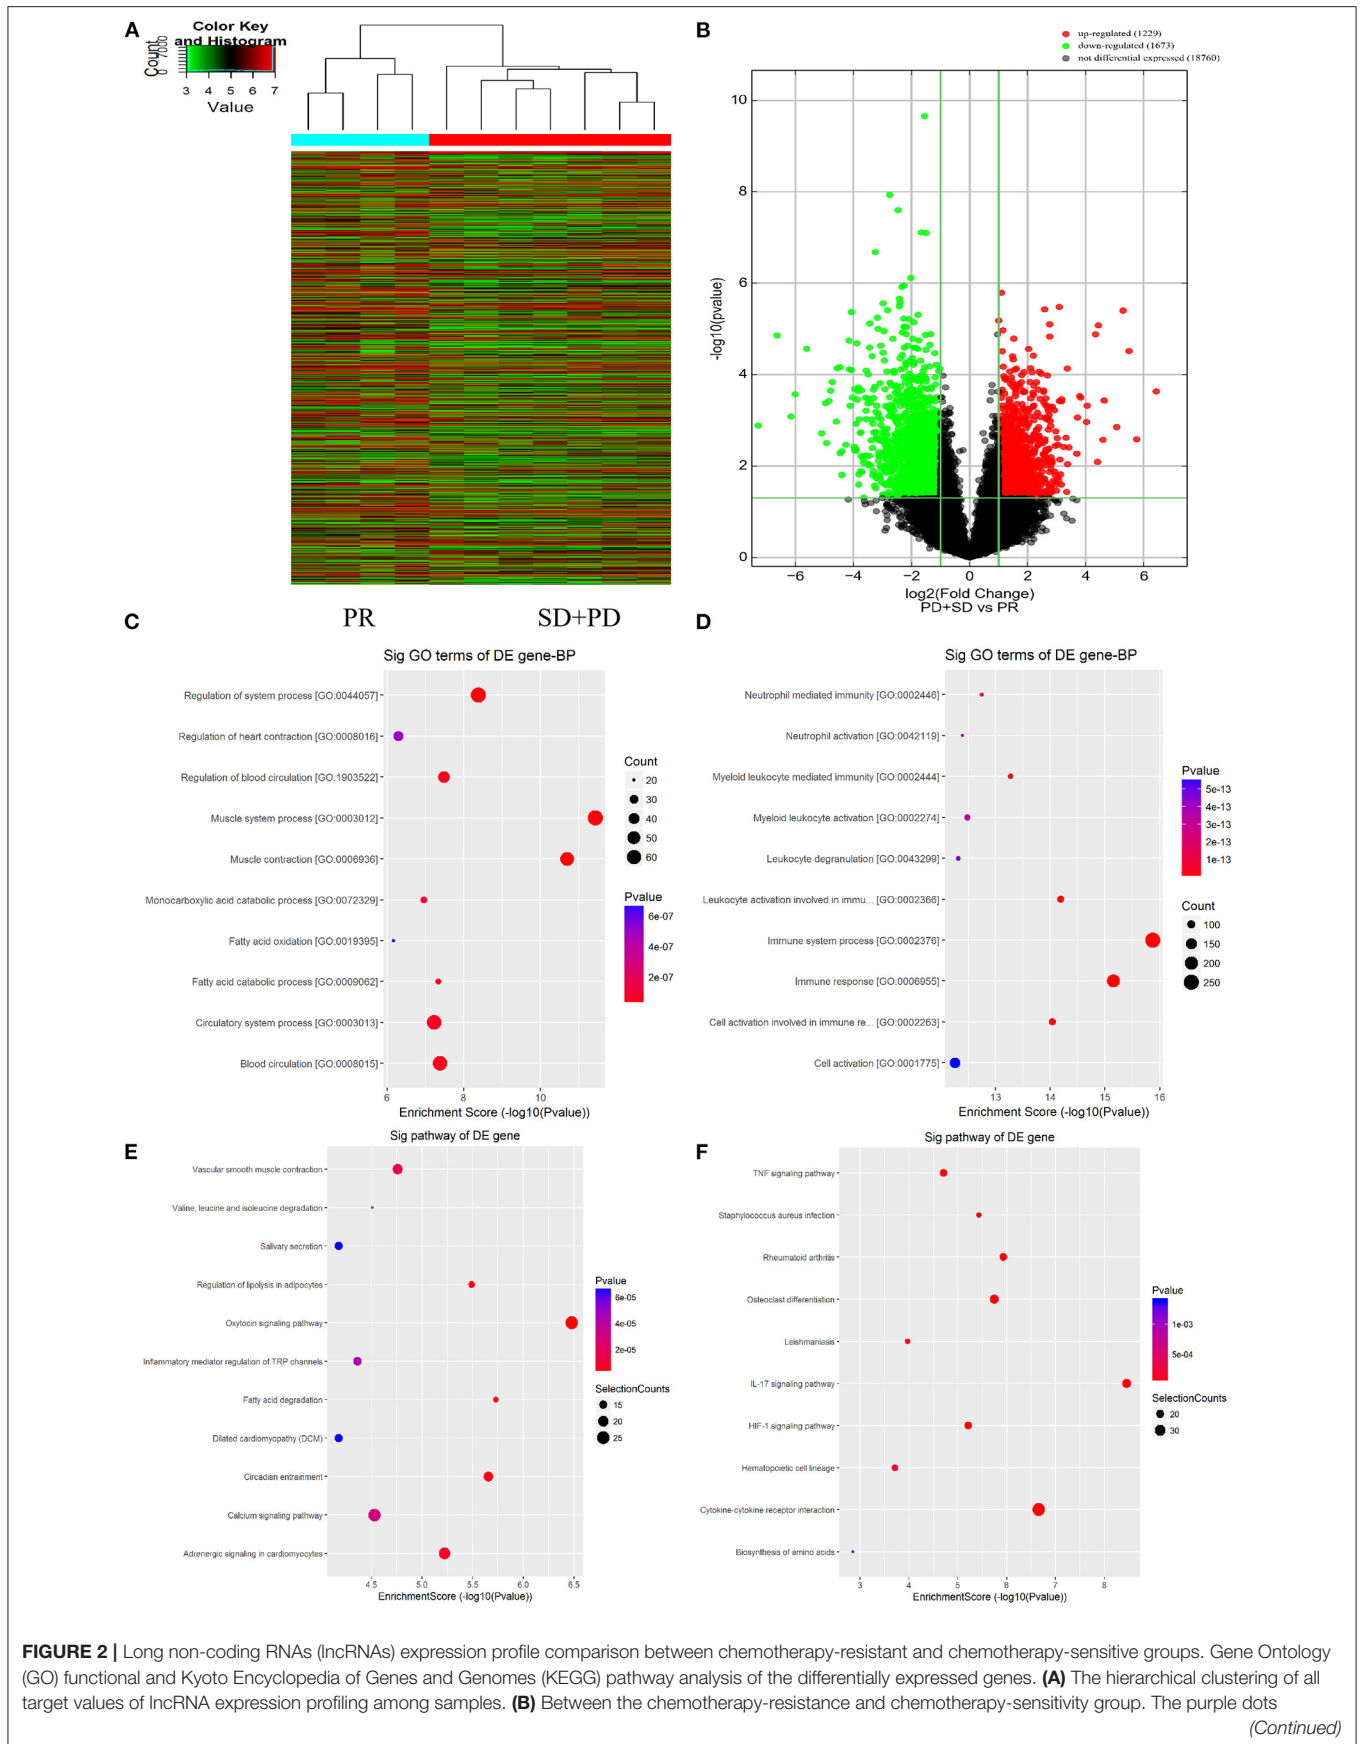 A
Color Key
and Histogram
Count
0 7000
3 4 5 6 7
Value
PR
SD+PD
B
up-regulated (1229)
down-regulated (1673)
not differential expressed (18760)
10
8
6
4
2
0
-log10(pvalue)
−6 −4 −2 0 2 4 6
log2(Fold Change)
PD+SD vs PR
C
Sig GO terms of DE gene-BP
Regulation of system process [GO:0044057]
Regulation of heart contraction [GO:0008016]
Regulation of blood circulation [GO:1903522]
Muscle system process [GO:0003012]
Muscle contraction [GO:0006936]
Monocarboxylic acid catabolic process [GO:0072329]
Fatty acid oxidation [GO:0019395]
Fatty acid catabolic process [GO:0009062]
Circulatory system process [GO:0003013]
Blood circulation [GO:0008015]
6 8 10
Enrichment Score (-log10(Pvalue))
Count
20
30
40
50
60
Pvalue
6e-07
4e-07
2e-07
D
Sig GO terms of DE gene-BP
Neutrophil mediated immunity [GO:0002446]
Neutrophil activation [GO:0042119]
Myeloid leukocyte mediated immunity [GO:0002444]
Myeloid leukocyte activation [GO:0002274]
Leukocyte degranulation [GO:0043299]
Leukocyte activation involved in immu... [GO:0002366]
Immune system process [GO:0002376]
Immune response [GO:0006955]
Cell activation involved in immune re... [GO:0002263]
Cell activation [GO:0001775]
13 14 15 16
Enrichment Score (-log10(Pvalue))
Pvalue
5e-13
4e-13
3e-13
2e-13
1e-13
Count
100
150
200
250
E
Sig pathway of DE gene
Vascular smooth muscle contraction
Valine, leucine and isoleucine degradation
Salivary secretion
Regulation of lipolysis in adipocytes
Oxytocin signaling pathway
Inflammatory mediator regulation of TRP channels
Fatty acid degradation
Dilated cardiomyopathy (DCM)
Circadian entrainment
Calcium signaling pathway
Adrenergic signaling in cardiomyocytes
4.5 5.0 5.5 6.0 6.5
EnrichmentScore (-log10(Pvalue))
Pvalue
6e-05
4e-05
2e-05
SelectionCounts
15
20
25
F
Sig pathway of DE gene
TNF signaling pathway
Staphylococcus aureus infection
Rheumatoid arthritis
Osteoclast differentiation
Leishmaniasis
IL-17 signaling pathway
HIF-1 signaling pathway
Hematopoietic cell lineage
Cytokine-cytokine receptor interaction
Biosynthesis of amino acids
3 4 5 6 7 8
EnrichmentScore (-log10(Pvalue))
Pvalue
1e-03
5e-04
SelectionCounts
20
30
FIGURE 2 | Long non-coding RNAs (lncRNAs) expression profile comparison between chemotherapy-resistant and chemotherapy-sensitive groups. Gene Ontology
(GO) functional and Kyoto Encyclopedia of Genes and Genomes (KEGG) pathway analysis of the differentially expressed genes. (A) The hierarchical clustering of all
target values of lncRNA expression profiling among samples. (B) Between the chemotherapy-resistance and chemotherapy-sensitivity group. The purple dots
(Continued)